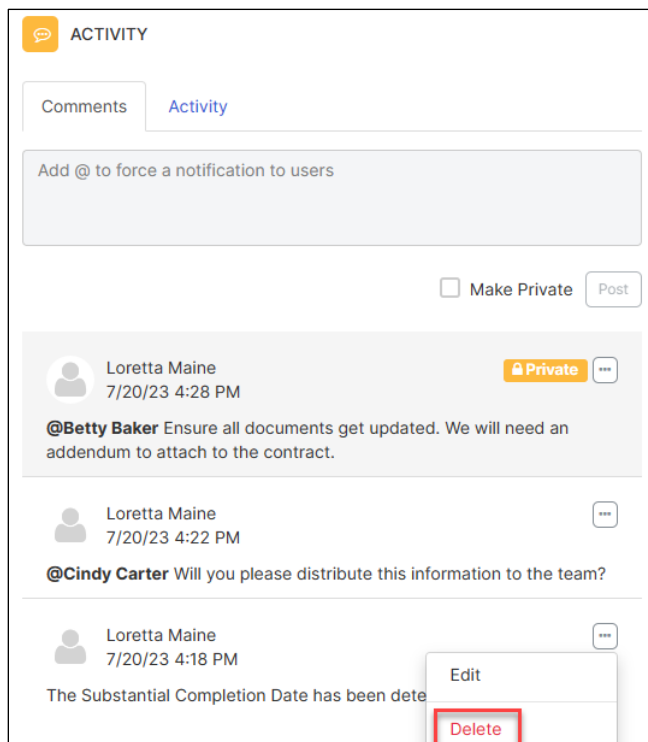 ACTIVITY
Comments
Activity
Add @ to force a notification to users
Make Private
Post
Loretta Maine
Private
7/20/23 4:28 PM
@Betty Baker Ensure all documents get updated. We will need an
addendum to attach to the contract.
Loretta Maine
7/20/23 4:22 PM
@Cindy Carter Will you please distribute this information to the team?
Loretta Maine
7/20/23 4:18 PM
Edit
The Substantial Completion Date has been dete
Delete